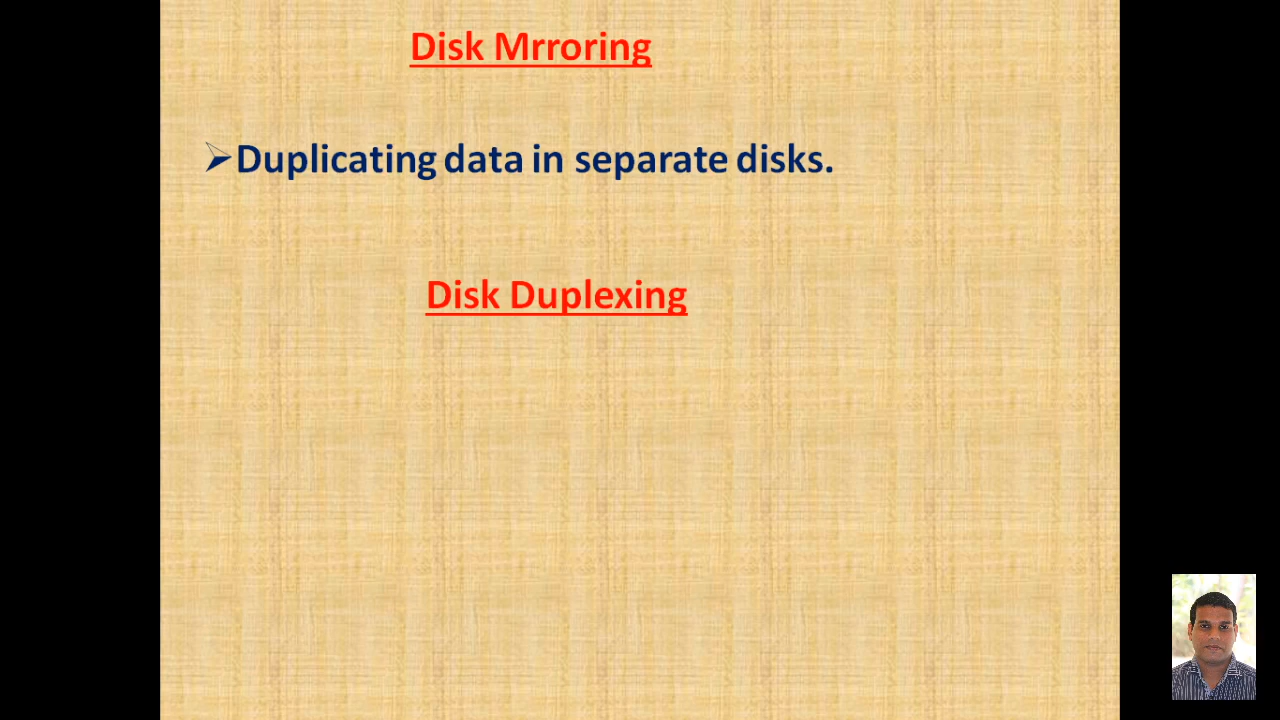 Disk Mrroring
➢Duplicating data in separate disks.
Disk Duplexing